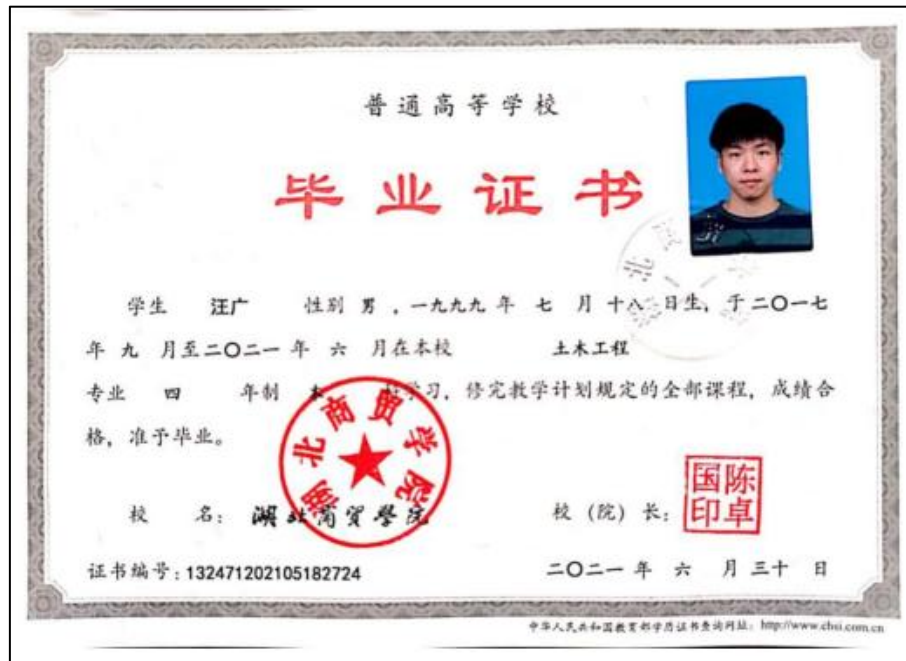 普通高等学校
毕业证书
学生 汪广 性别 男 ，一九九九 年 七 月 十八 日生，于二〇一七
年 九 月至二〇二一 年 六 月在本校 土木工程
专业 四 年制 本 学习，修完教学计划规定的全部课程，成绩合
格，准予毕业。
湖北商贸学院
国陈
印卓
校 名：湖北商贸學院 校（院）长：
证书编号：132471202105182724 二〇二一 年 六 月 三十 日
中华人民共和国教育部学历证书查询网址：http://www.chsi.com.cn